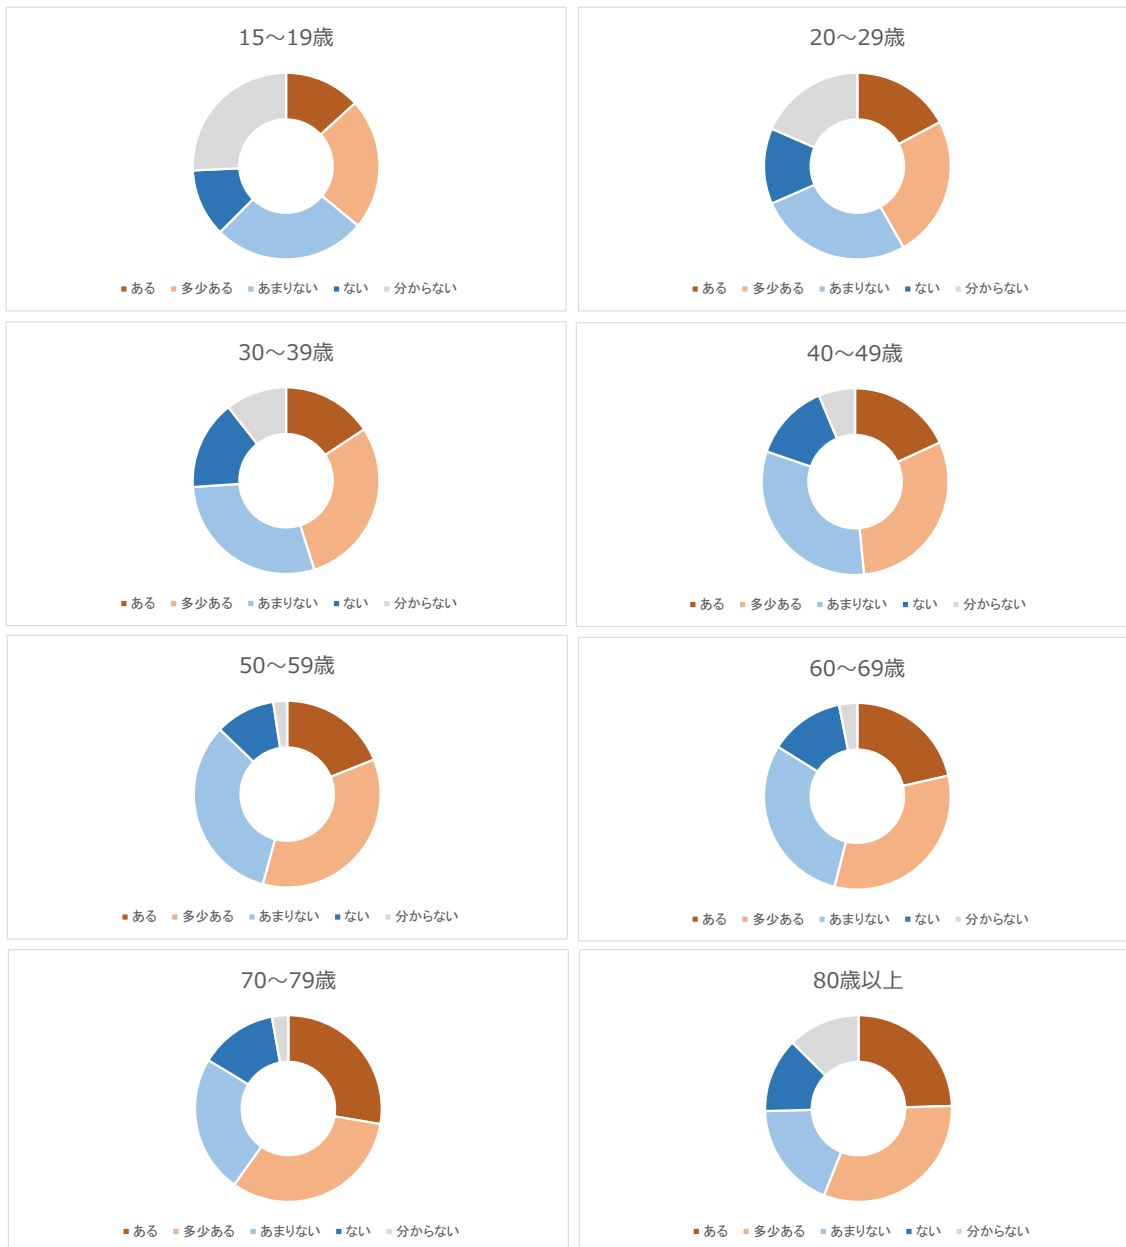 15～19歳
ある 多少ある あまりない ない 分からない
20～29歳
ある 多少ある あまりない ない 分からない
30～39歳
ある 多少ある あまりない ない 分からない
40～49歳
ある 多少ある あまりない ない 分からない
50～59歳
ある 多少ある あまりない ない 分からない
60～69歳
ある 多少ある あまりない ない 分からない
70～79歳
ある 多少ある あまりない ない 分からない
80歳以上
ある 多少ある あまりない ない 分からない